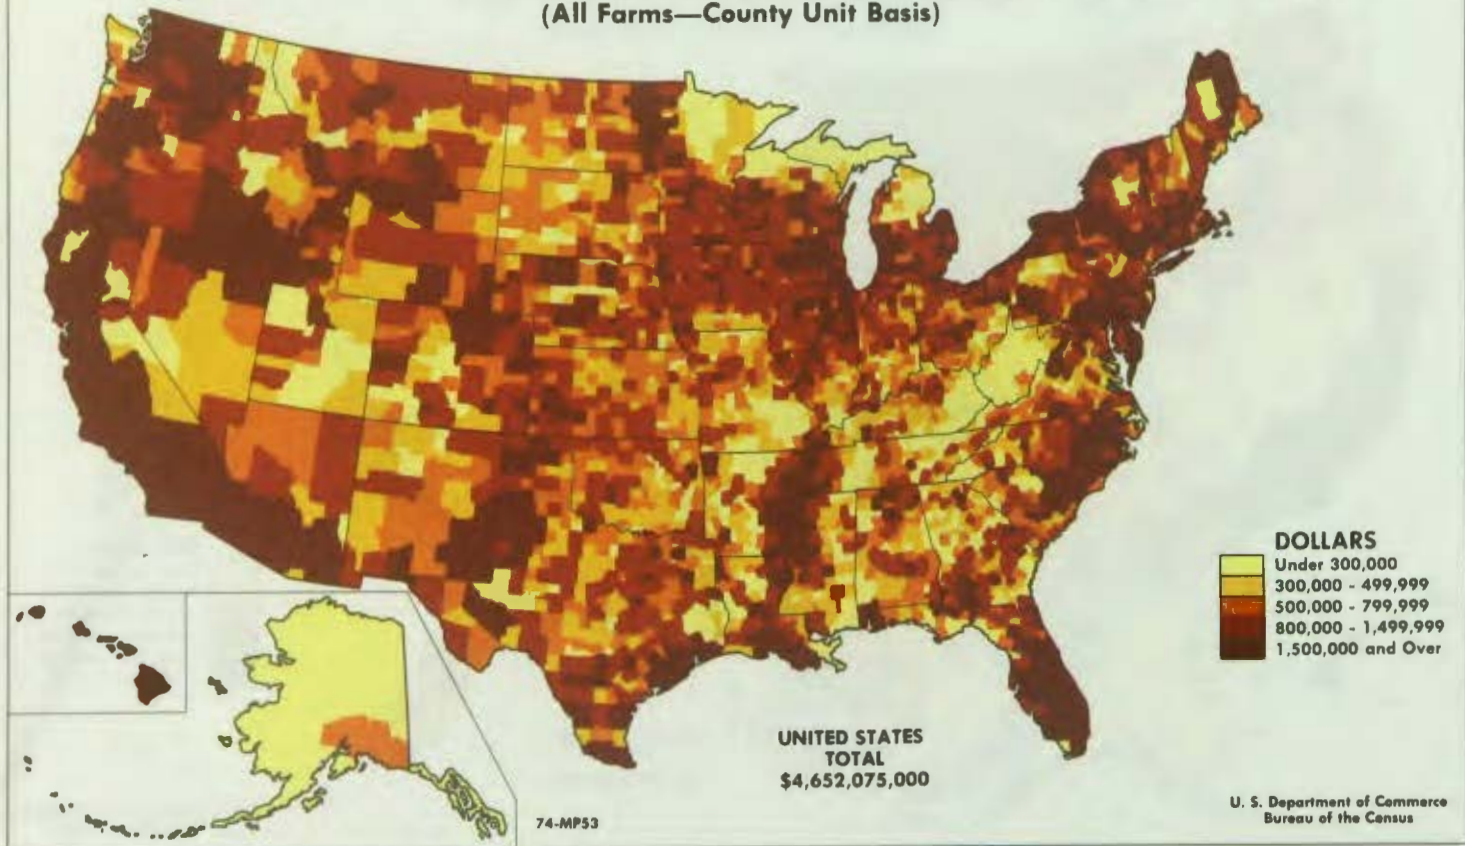 (All Farms—County Unit Basis)
DOLLARS
Under 300,000
300,000 - 499,999
500,000 - 799,999
800,000 - 1,499,999
1,500,000 and Over
UNITED STATES
TOTAL
$4,652,075,000
74-MP53
U. S. Department of Commerce
Bureau of the Census